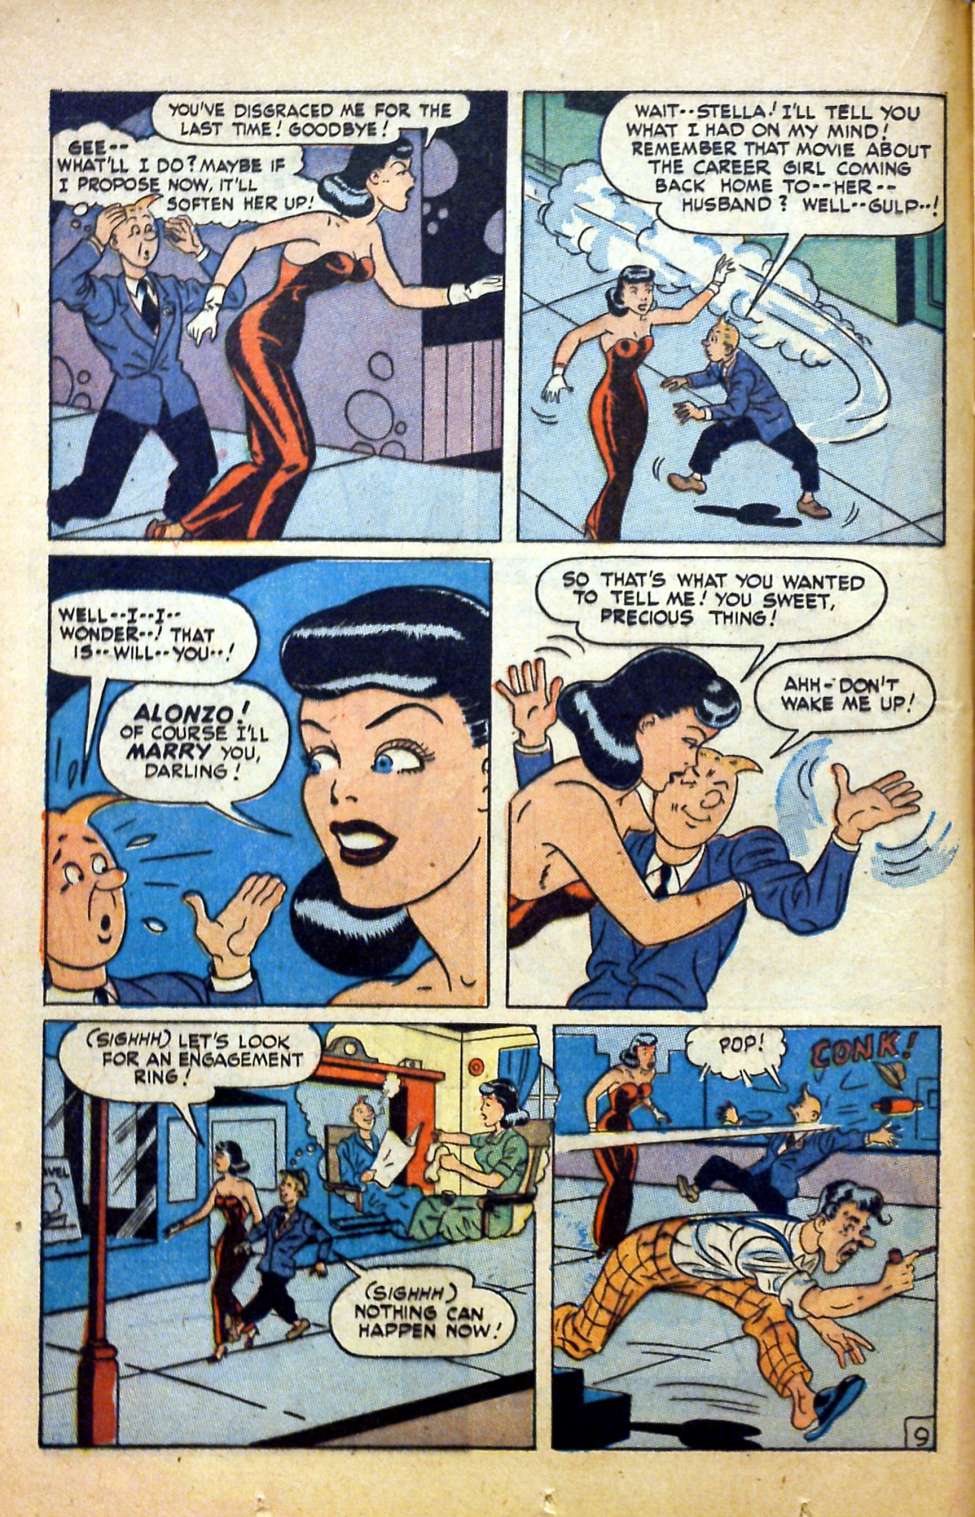 YOU'VE DISGRACED ME FOR THE
LAST TIME! GOODBYE!
GEE--
WHAT'LL I DO? MAYBE IF
I PROPOSE NOW, IT'LL
SOFTEN HER UP!
WAIT--STELLA! I'LL TELL YOU
WHAT I HAD ON MY MIND!
REMEMBER THAT MOVIE ABOUT
THE CAREER GIRL COMING
BACK HOME TO--HER--
HUSBAND? WELL--GULP--!
WELL--I--I--
WONDER--! THAT
IS--WILL--YOU--!
ALONZO!
OF COURSE I'LL
MARRY YOU,
DARLING!
SO THAT'S WHAT YOU WANTED
TO TELL ME! YOU SWEET,
PRECIOUS THING!
AHH--DON'T
WAKE ME UP!
(SIGHHH) LET'S LOOK
FOR AN ENGAGEMENT
RING!
AVEL
(SIGHHH)
NOTHING CAN
HAPPEN NOW!
POP!
CONK!
9